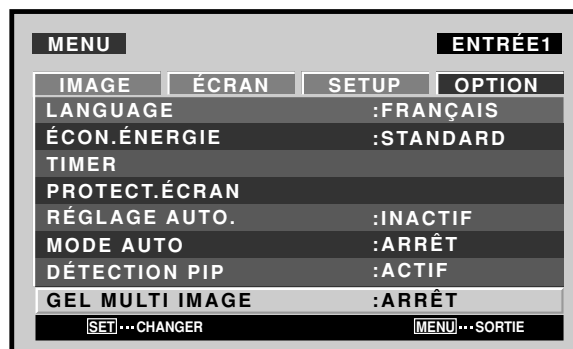 MENU ENTRÉE1
IMAGE ÉCRAN SETUP OPTION
LANGUAGE :FRANÇAIS
ÉCON.ÉNERGIE :STANDARD
TIMER
PROTECT.ÉCRAN
RÉGLAGE AUTO. :INACTIF
MODE AUTO :ARRÊT
DÉTECTION PIP :ACTIF
GEL MULTI IMAGE :ARRÊT
SET···CHANGER MENU···SORTIE